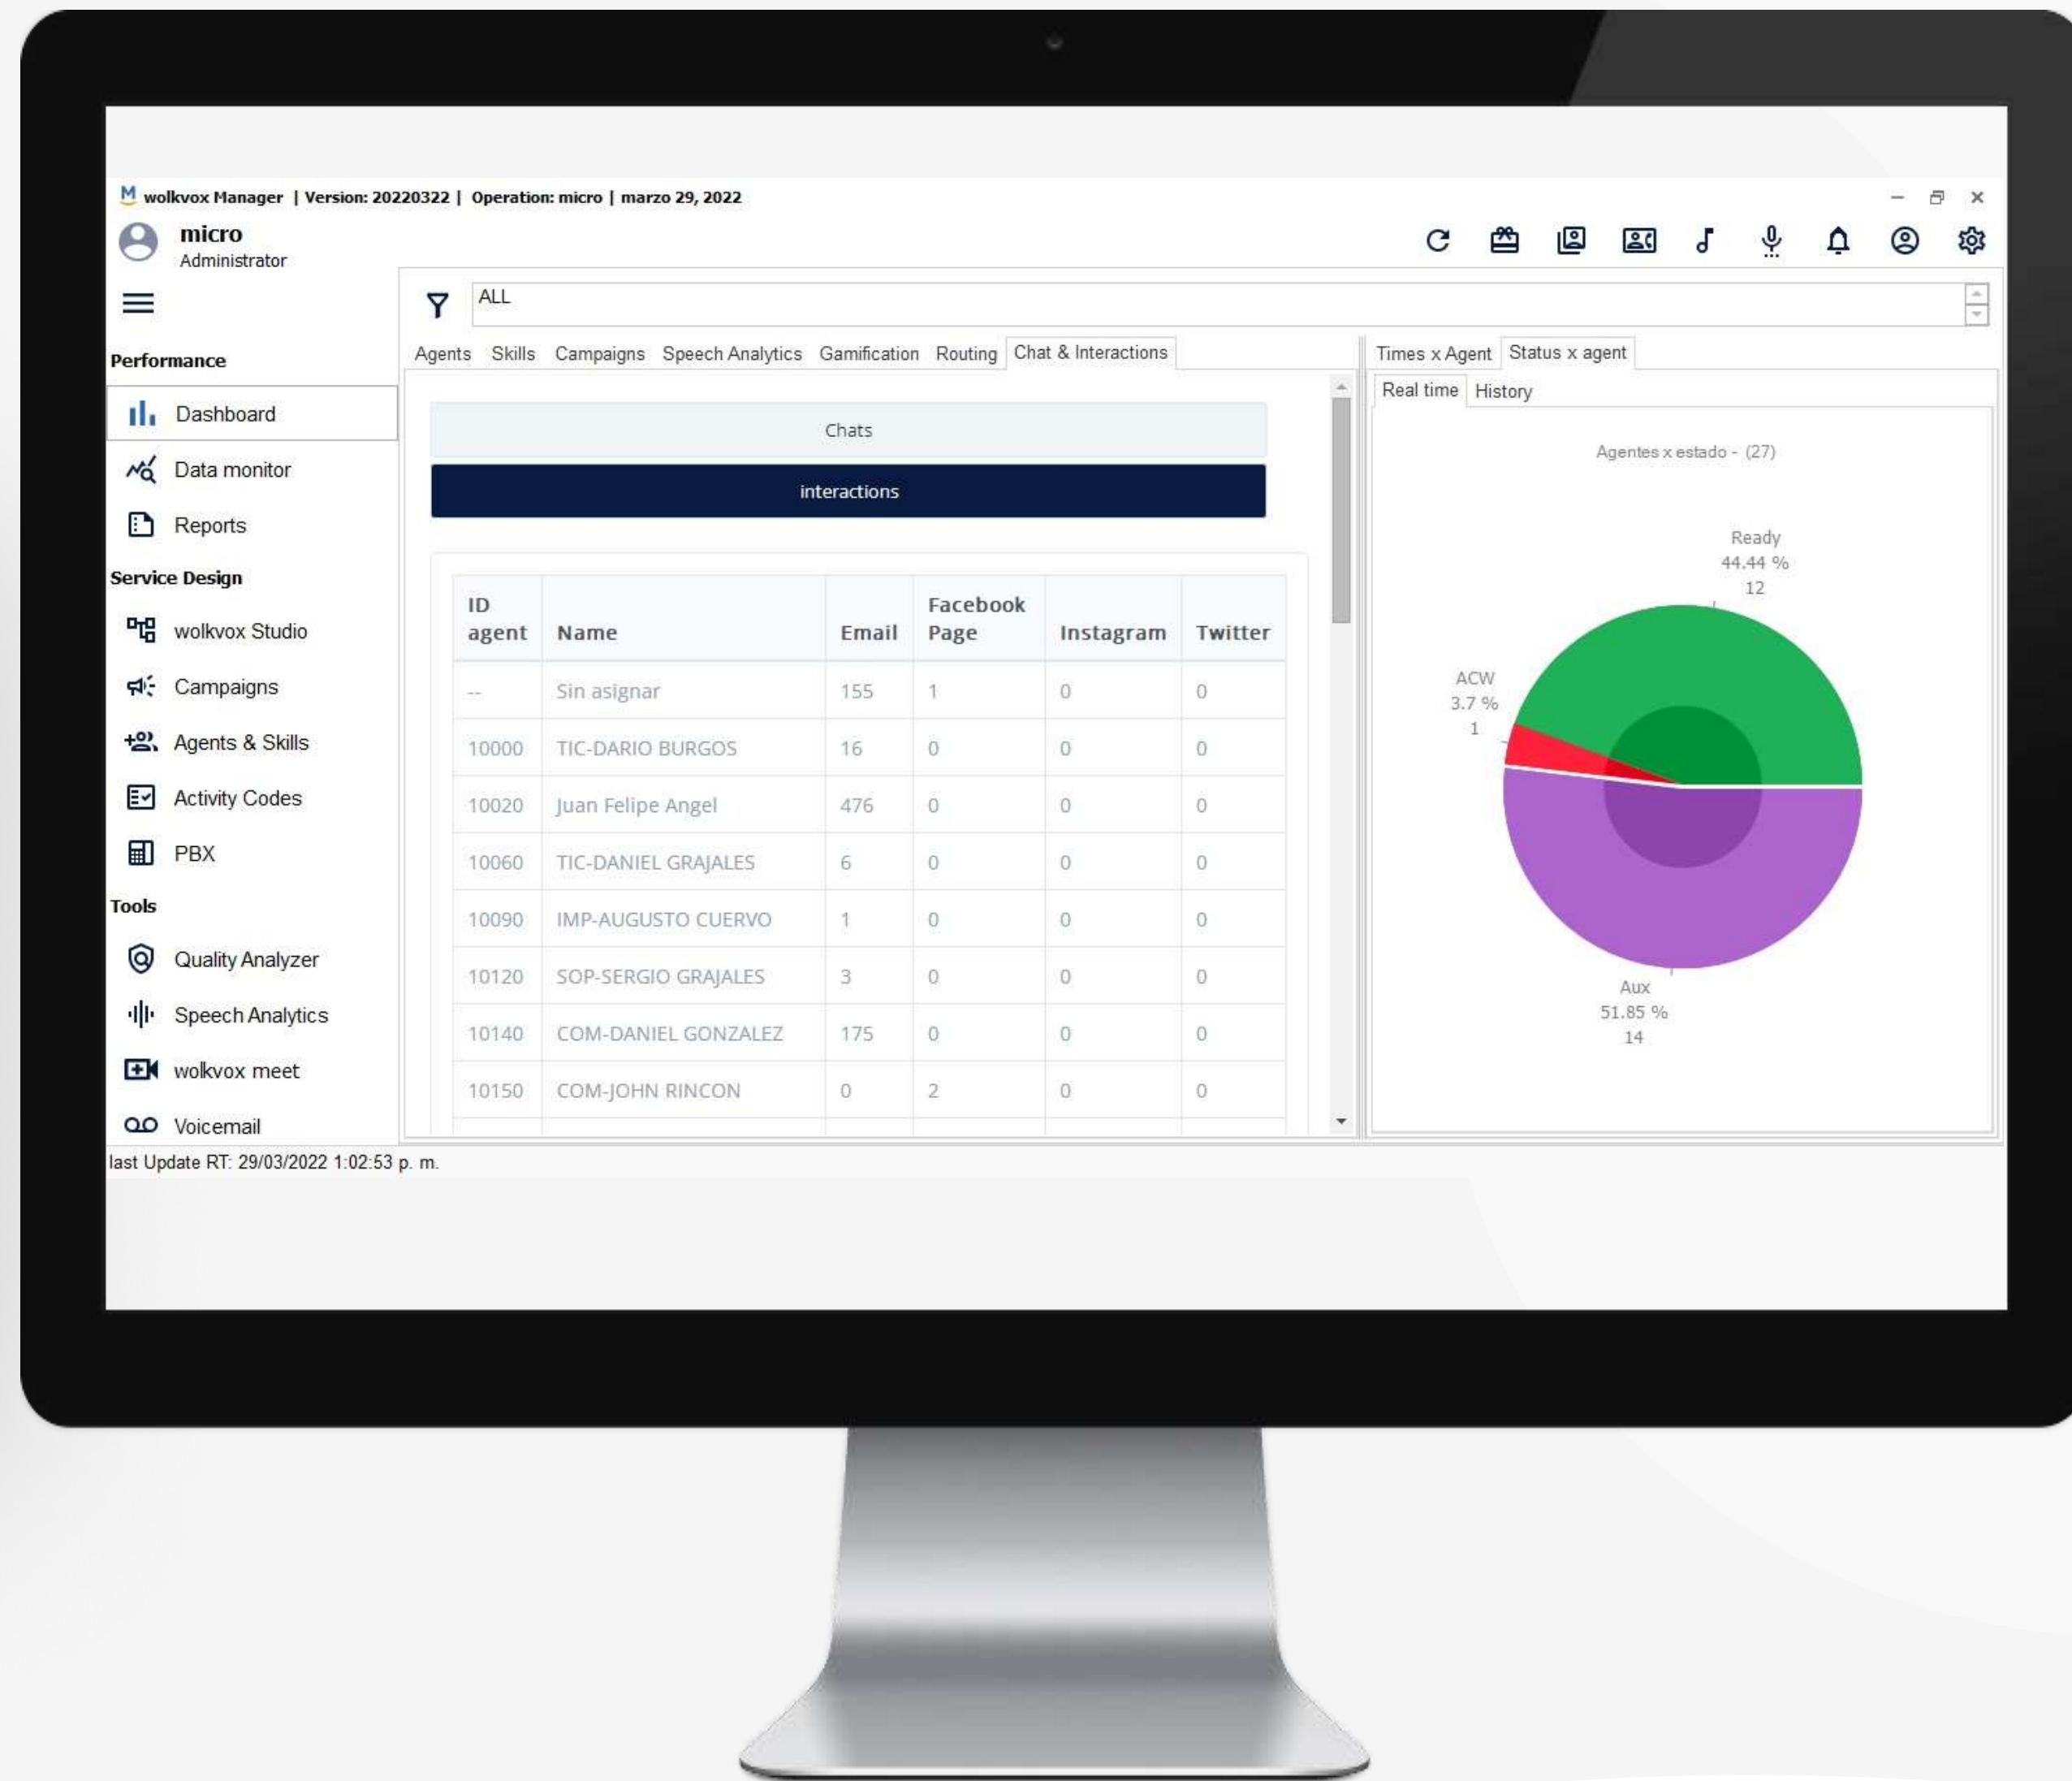 M wolkvox Manager | Version: 20220322 | Operation: micro | marzo 29, 2022
micro
Administrator
ALL
Performance
Dashboard
Data monitor
Reports
Service Design
wolkvox Studio
Campaigns
Agents & Skills
Activity Codes
PBX
Tools
Quality Analyzer
Speech Analytics
wolkvox meet
Voicemail
Agents Skills Campaigns Speech Analytics Gamification Routing Chat & Interactions
Chats
interactions
ID agent Name Email Facebook Page Instagram Twitter
-- Sin asignar 155 1 0 0
10000 TIC-DARIO BURGOS 16 0 0 0
10020 Juan Felipe Angel 476 0 0 0
10060 TIC-DANIEL GRAJALES 6 0 0 0
10090 IMP-AUGUSTO CUERVO 1 0 0 0
10120 SOP-SERGIO GRAJALES 3 0 0 0
10140 COM-DANIEL GONZALEZ 175 0 0 0
10150 COM-JOHN RINCON 0 2 0 0
Times x Agent Status x agent
Real time History
Agentes x estado - (27)
Ready
44.44 %
12
ACW
3.7 %
1
Aux
51.85 %
14
last Update RT: 29/03/2022 1:02:53 p. m.